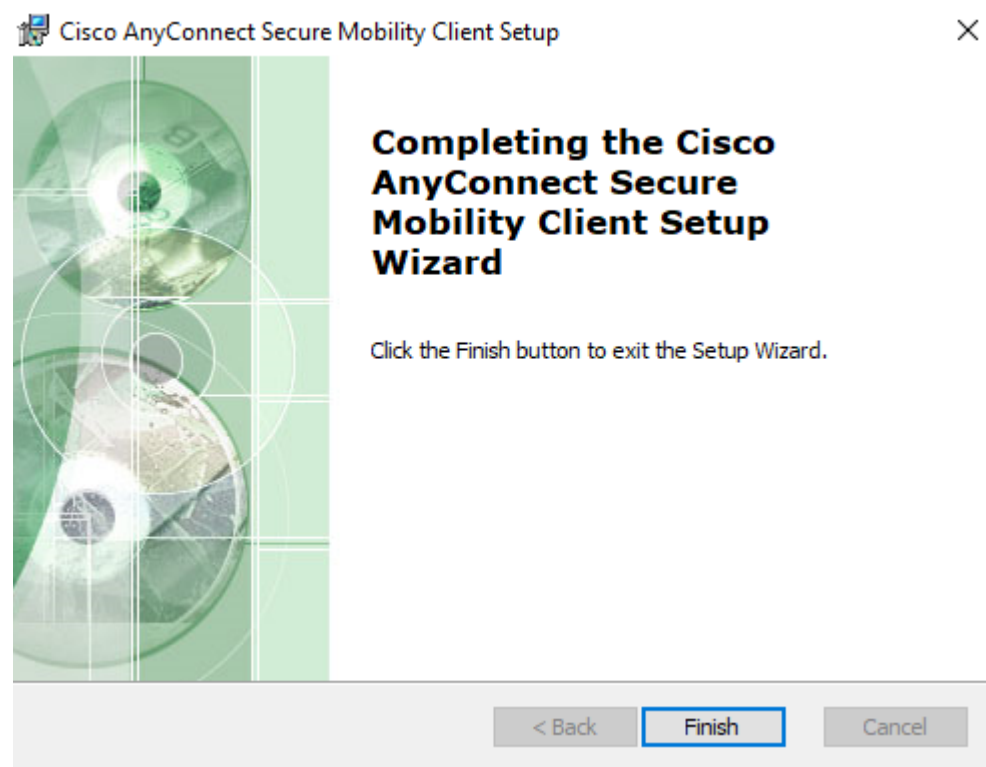 Cisco AnyConnect Secure Mobility Client Setup
Completing the Cisco
AnyConnect Secure
Mobility Client Setup
Wizard
Click the Finish button to exit the Setup Wizard.
< Back
Finish
Cancel